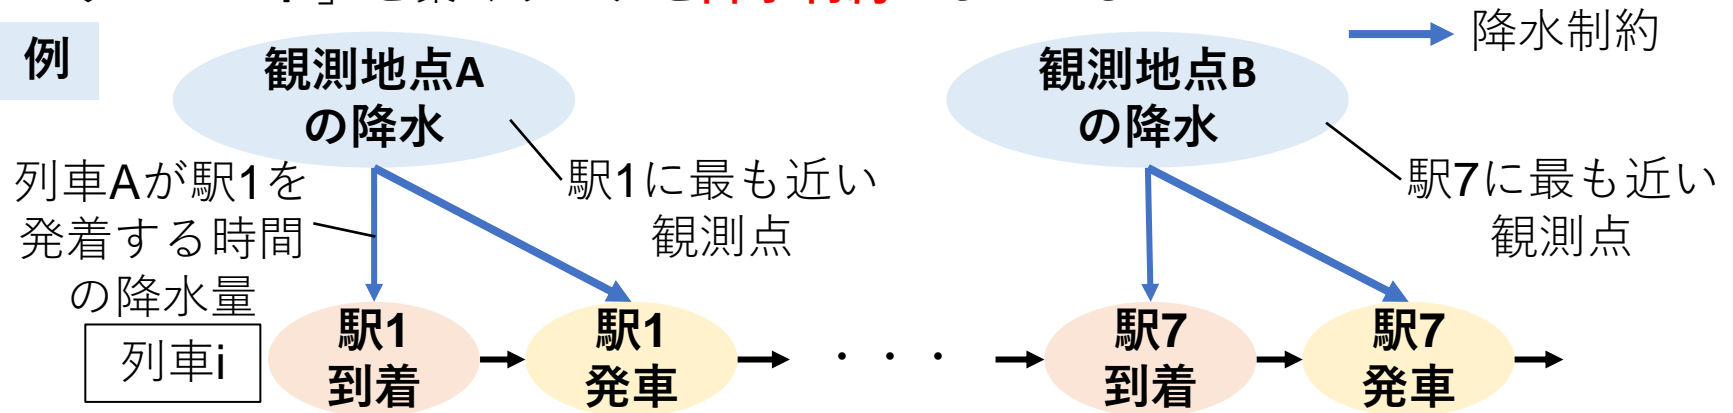 降水制約
例
観測地点A
の降水
観測地点B
の降水
列車Aが駅1を
発着する時間
の降水量
駅1に最も近い
観測点
駅7に最も近い
観測点
列車i
駅1
到着
駅1
発車
・・・
駅7
到着
駅7
発車